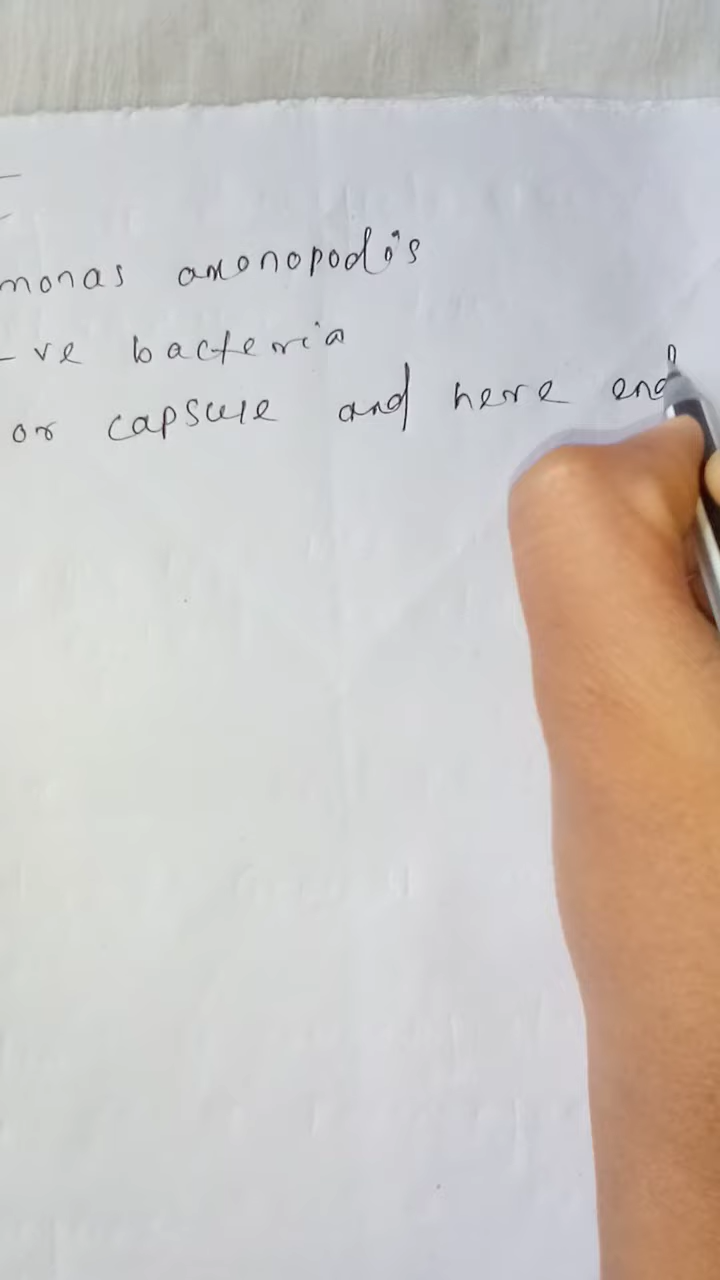 monas axonopodis
- ve bacteria
or capsule and here end